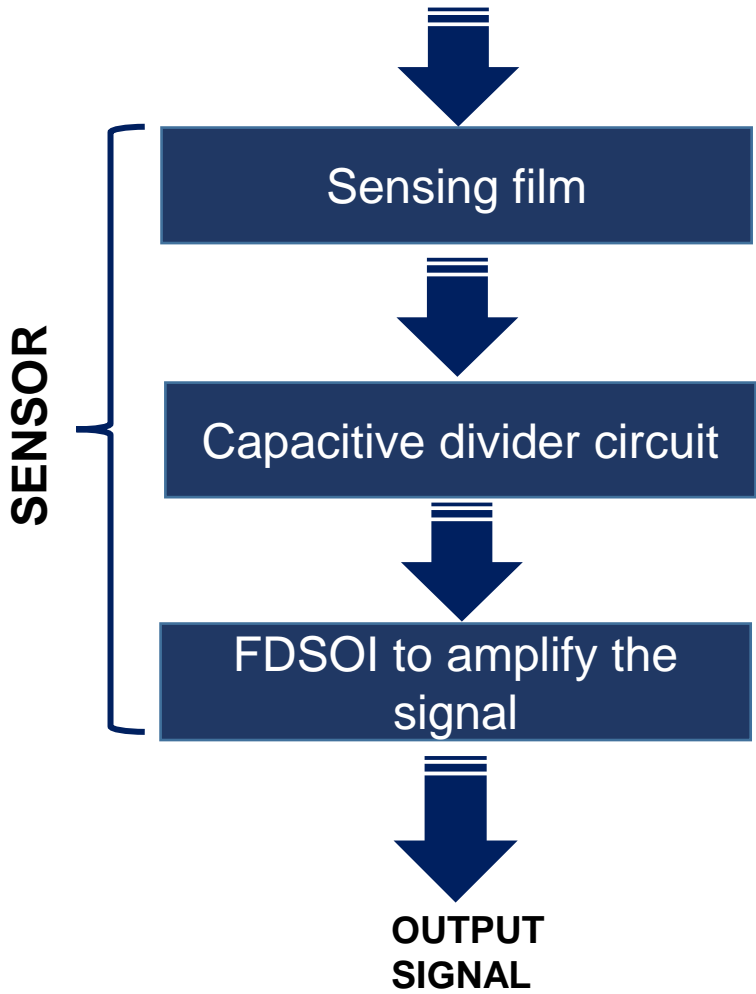 Sensing film
SENSOR
Capacitive divider circuit
FDSOI to amplify the
signal
OUTPUT
SIGNAL